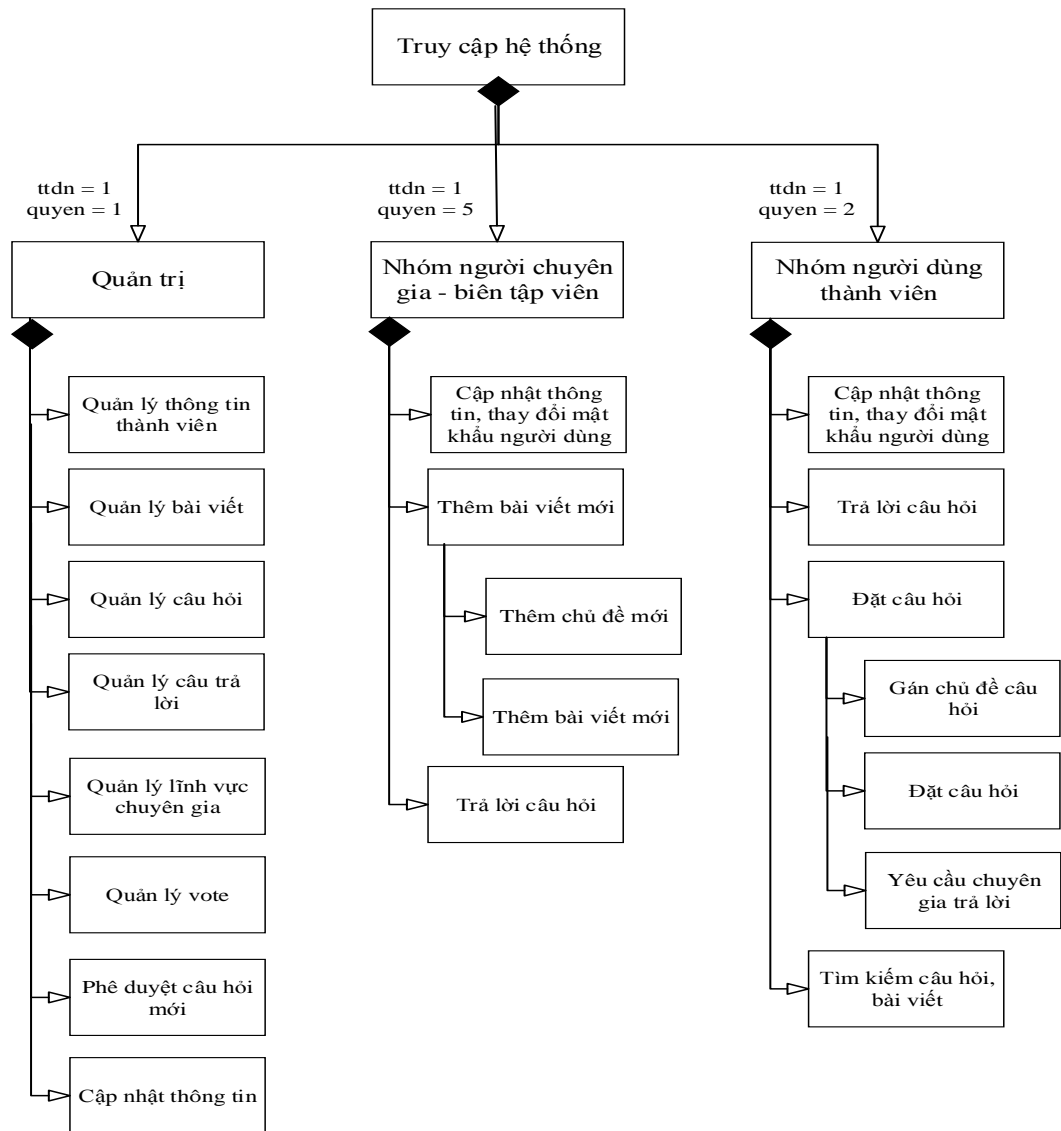 Truy cập hệ thống
ttdn = 1
quyen = 1
ttdn = 1
quyen = 5
ttdn = 1
quyen = 2
Quản trị
Nhóm người chuyên
gia - biên tập viên
Nhóm người dùng
thành viên
Quản lý thông tin
thành viên
Quản lý bài viết
Quản lý câu hỏi
Quản lý câu trả
lời
Quản lý lĩnh vực
chuyên gia
Quản lý vote
Phê duyệt câu hỏi
mới
Cập nhật thông tin
Cập nhật thông
tin, thay đổi mật
khẩu người dùng
Thêm bài viết mới
Thêm chủ đề mới
Thêm bài viết mới
Trả lời câu hỏi
Cập nhật thông
tin, thay đổi mật
khẩu người dùng
Trả lời câu hỏi
Đặt câu hỏi
Gán chủ đề câu
hỏi
Đặt câu hỏi
Yêu cầu chuyên
gia trả lời
Tìm kiếm câu hỏi,
bài viết